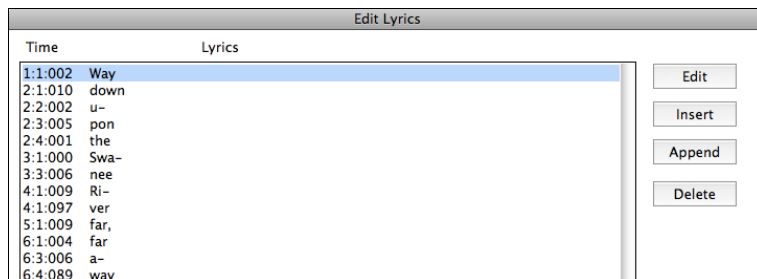 Edit Lyrics
Time Lyrics
1:1:002 Way
2:1:010 down
2:2:002 u-
2:3:005 pon
2:4:001 the
3:1:000 Swa-
3:3:006 nee
4:1:009 Ri-
4:1:097 ver
5:1:009 far,
6:1:004 far
6:3:006 a-
6:4:089 way
Edit
Insert
Append
Delete